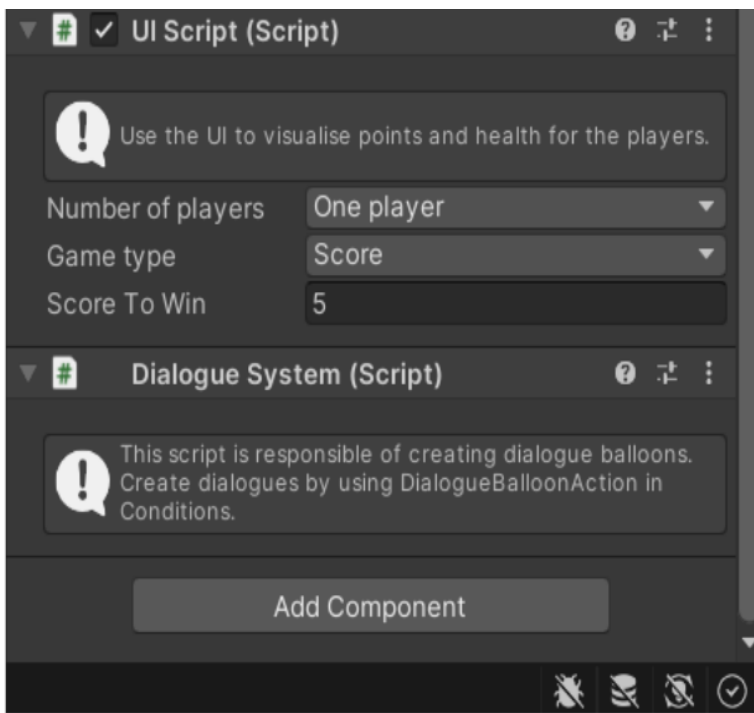 UI Script (Script)
Use the UI to visualise points and health for the players.
Number of players One player
Game type Score
Score To Win 5
# Dialogue System (Script)
This script is responsible of creating dialogue balloons.
Create dialogues by using DialogueBalloonAction in
Conditions.
Add Component